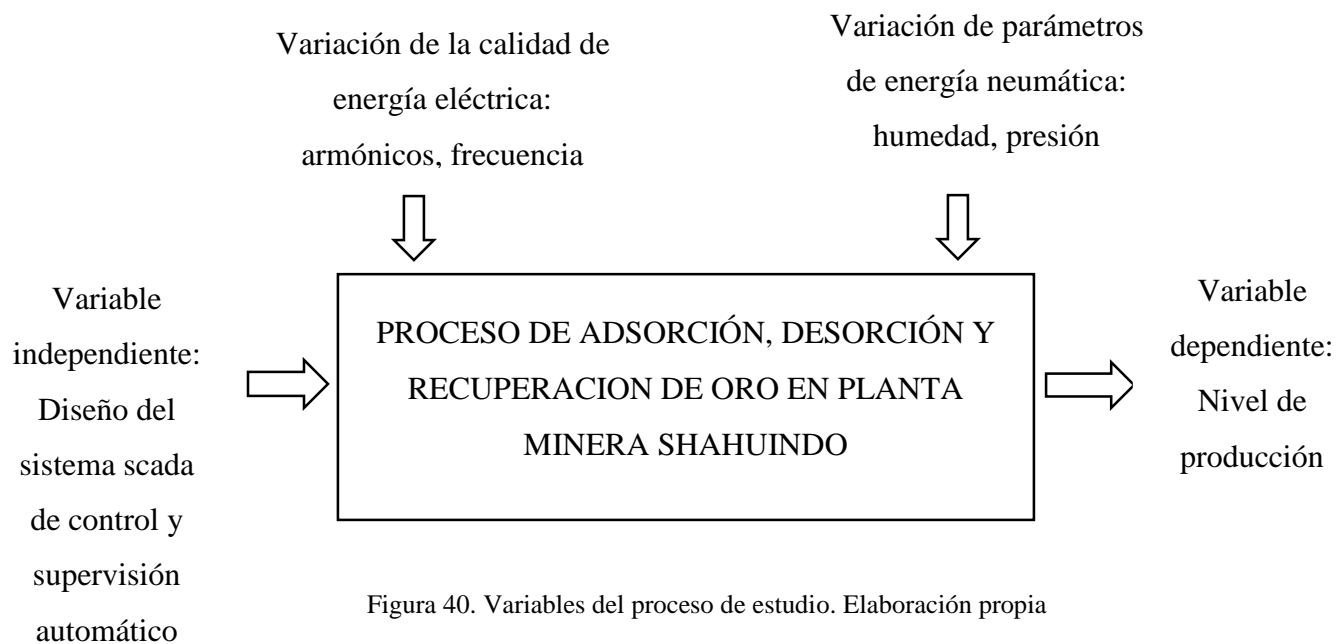 Variación de la calidad de
energía eléctrica:
armónicos, frecuencia
Variación de parámetros
de energía neumática:
humedad, presión
Variable
independiente:
Diseño del
sistema scada
de control y
supervisión
automático
PROCESO DE ADSORCIÓN, DESORCIÓN Y
RECUPERACION DE ORO EN PLANTA
MINERA SHAHUINDO
Variable
dependiente:
Nivel de
producción
Figura 40. Variables del proceso de estudio. Elaboración propia